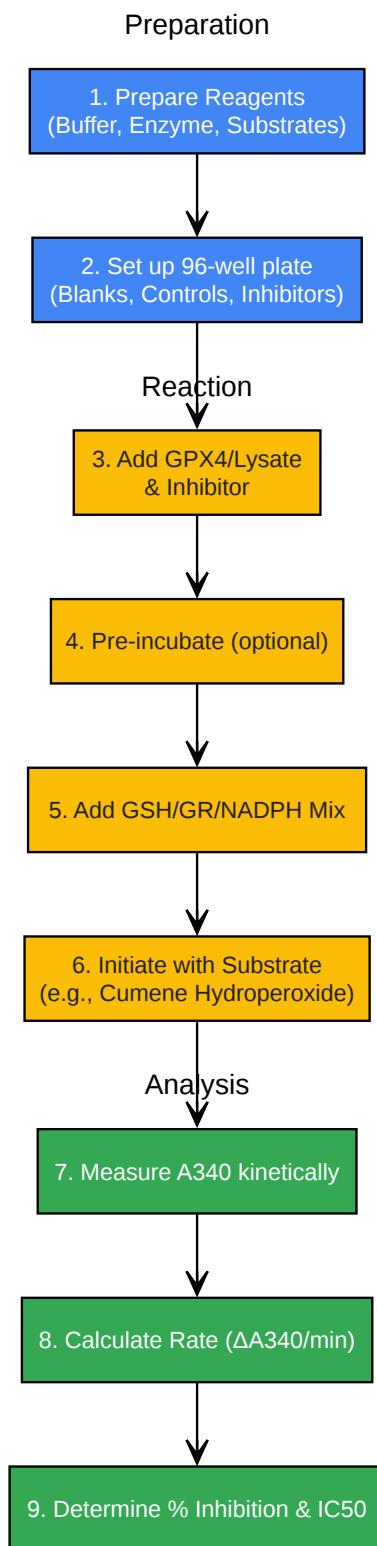 Preparation
1. Prepare Reagents
(Buffer, Enzyme, Substrates)
2. Set up 96-well plate
(Blanks, Controls, Inhibitors)
Reaction
3. Add GPX4/Lysate
& Inhibitor
4. Pre-incubate (optional)
5. Add GSH/GR/NADPH Mix
6. Initiate with Substrate
(e.g., Cumene Hydroperoxide)
Analysis
7. Measure A340 kinetically
8. Calculate Rate (ΔA340/min)
9. Determine % Inhibition & IC50